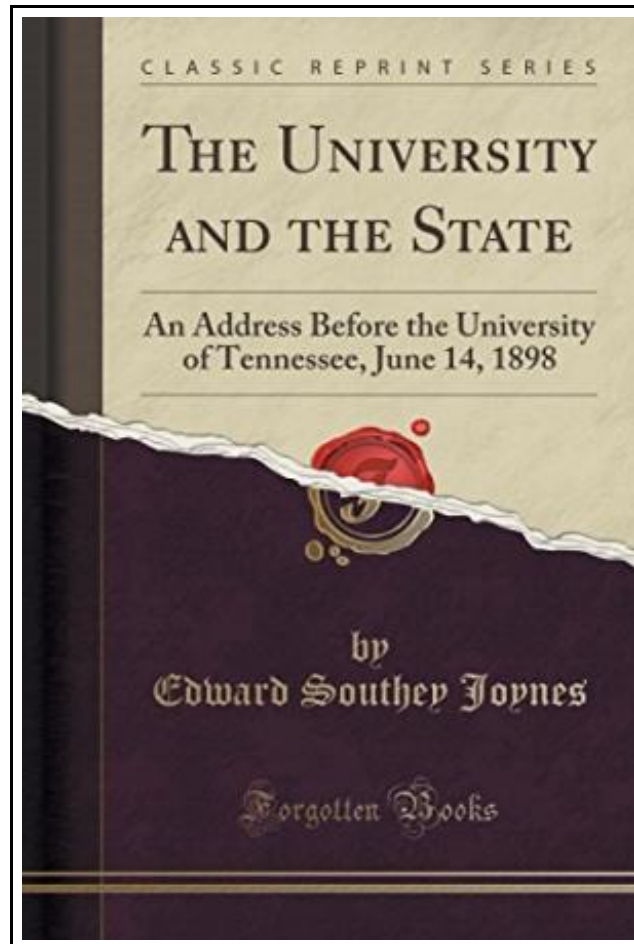 CLASSIC REPRINT SERIES
THE UNIVERSITY
AND THE STATE
An Address Before the University
of Tennessee, June 14, 1898
by
Edward Southey Joynes
Forgotten Books